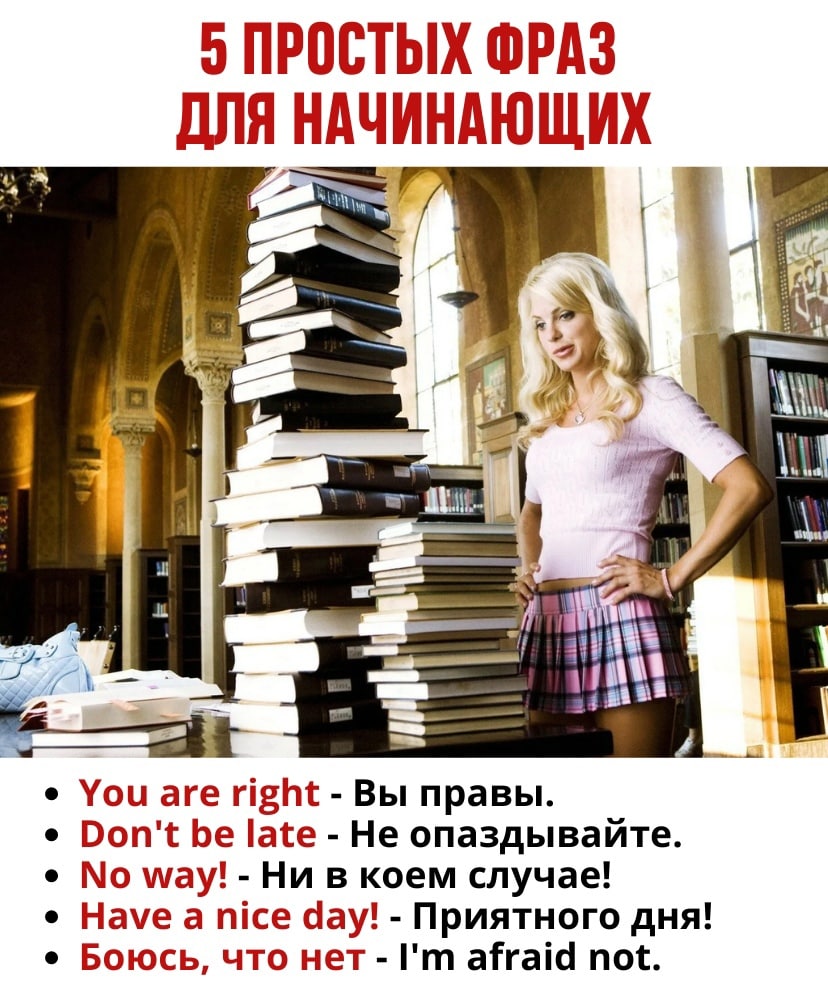 5 ПРОСТЫХ ФРАЗ
ДЛЯ НАЧИНАЮЩИХ
• You are right - Вы правы.
• Don't be late - Не опаздывайте.
• No way! - Ни в коем случае!
• Have a nice day! - Приятного дня!
• Боюсь, что нет - I'm afraid not.